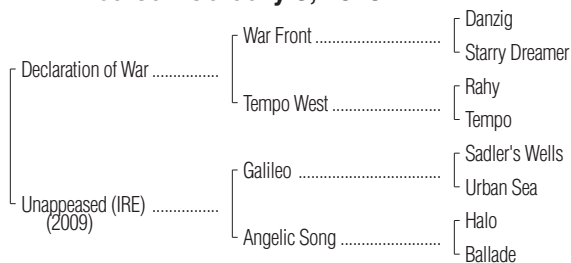 Danzig
War Front ..............................
Starry Dreamer
Declaration of War ................
Rahy
Tempo West ..........................
Tempo
Sadler's Wells
Galileo ..................................
Urban Sea
Unappeased (IRE) ................
(2009)
Halo
Angelic Song ........................
Ballade